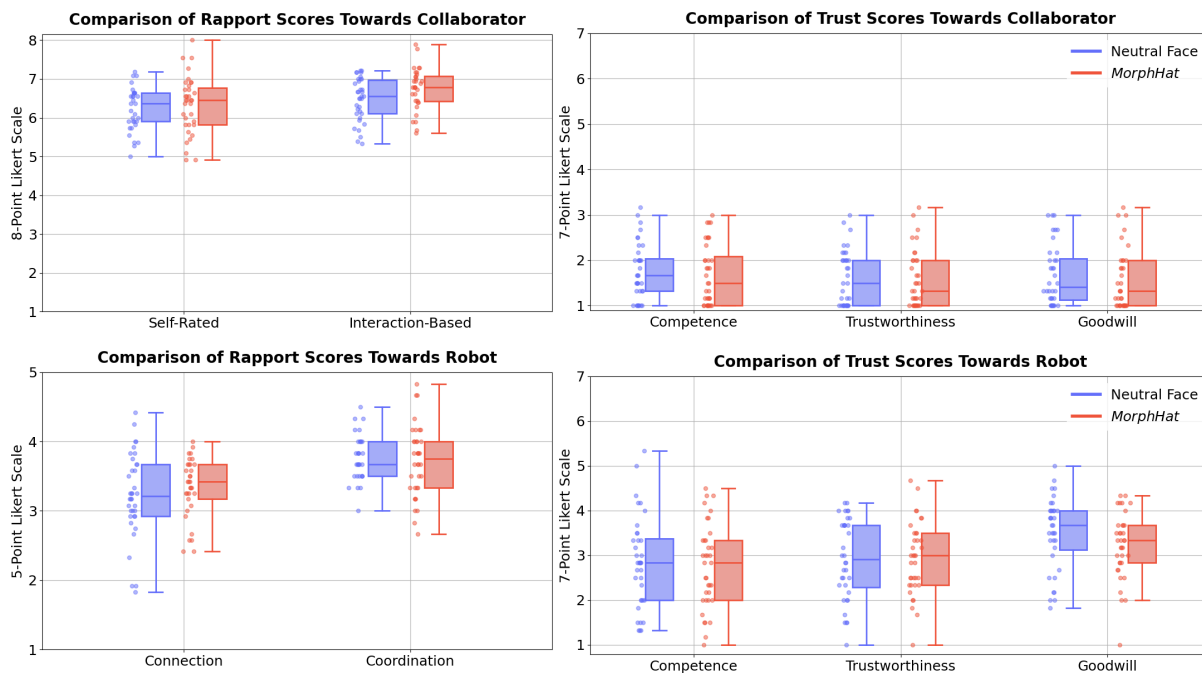 Comparison of Rapport Scores Towards Collaborator
8-Point Likert Scale
8
7
6
5
4
3
2
1
Self-Rated
Interaction-Based
Comparison of Trust Scores Towards Collaborator
7-Point Likert Scale
7
6
5
4
3
2
1
Neutral Face
MorphHat
Competence
Trustworthiness
Goodwill
Comparison of Rapport Scores Towards Robot
5-Point Likert Scale
5
4
3
2
1
Connection
Coordination
Comparison of Trust Scores Towards Robot
7-Point Likert Scale
7
6
5
4
3
2
1
Neutral Face
MorphHat
Competence
Trustworthiness
Goodwill